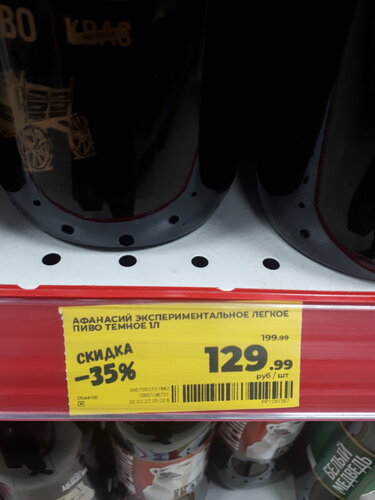 ВО КВАС
АФАНАСИЙ ЭКСПЕРИМЕНТАЛЬНОЕ ЛЕГКОЕ
ПИВО ТЕМНОЕ 1Л
199.99
СКИДКА
-35%
129.99
руб / шт
БЕЛЫЙ
МЕДВЕДЬ